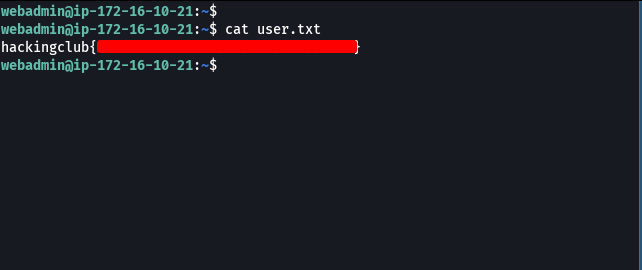 webadmin@ip-172-16-10-21:~$
webadmin@ip-172-16-10-21:~$ cat user.txt
hackingclub{}
webadmin@ip-172-16-10-21:~$